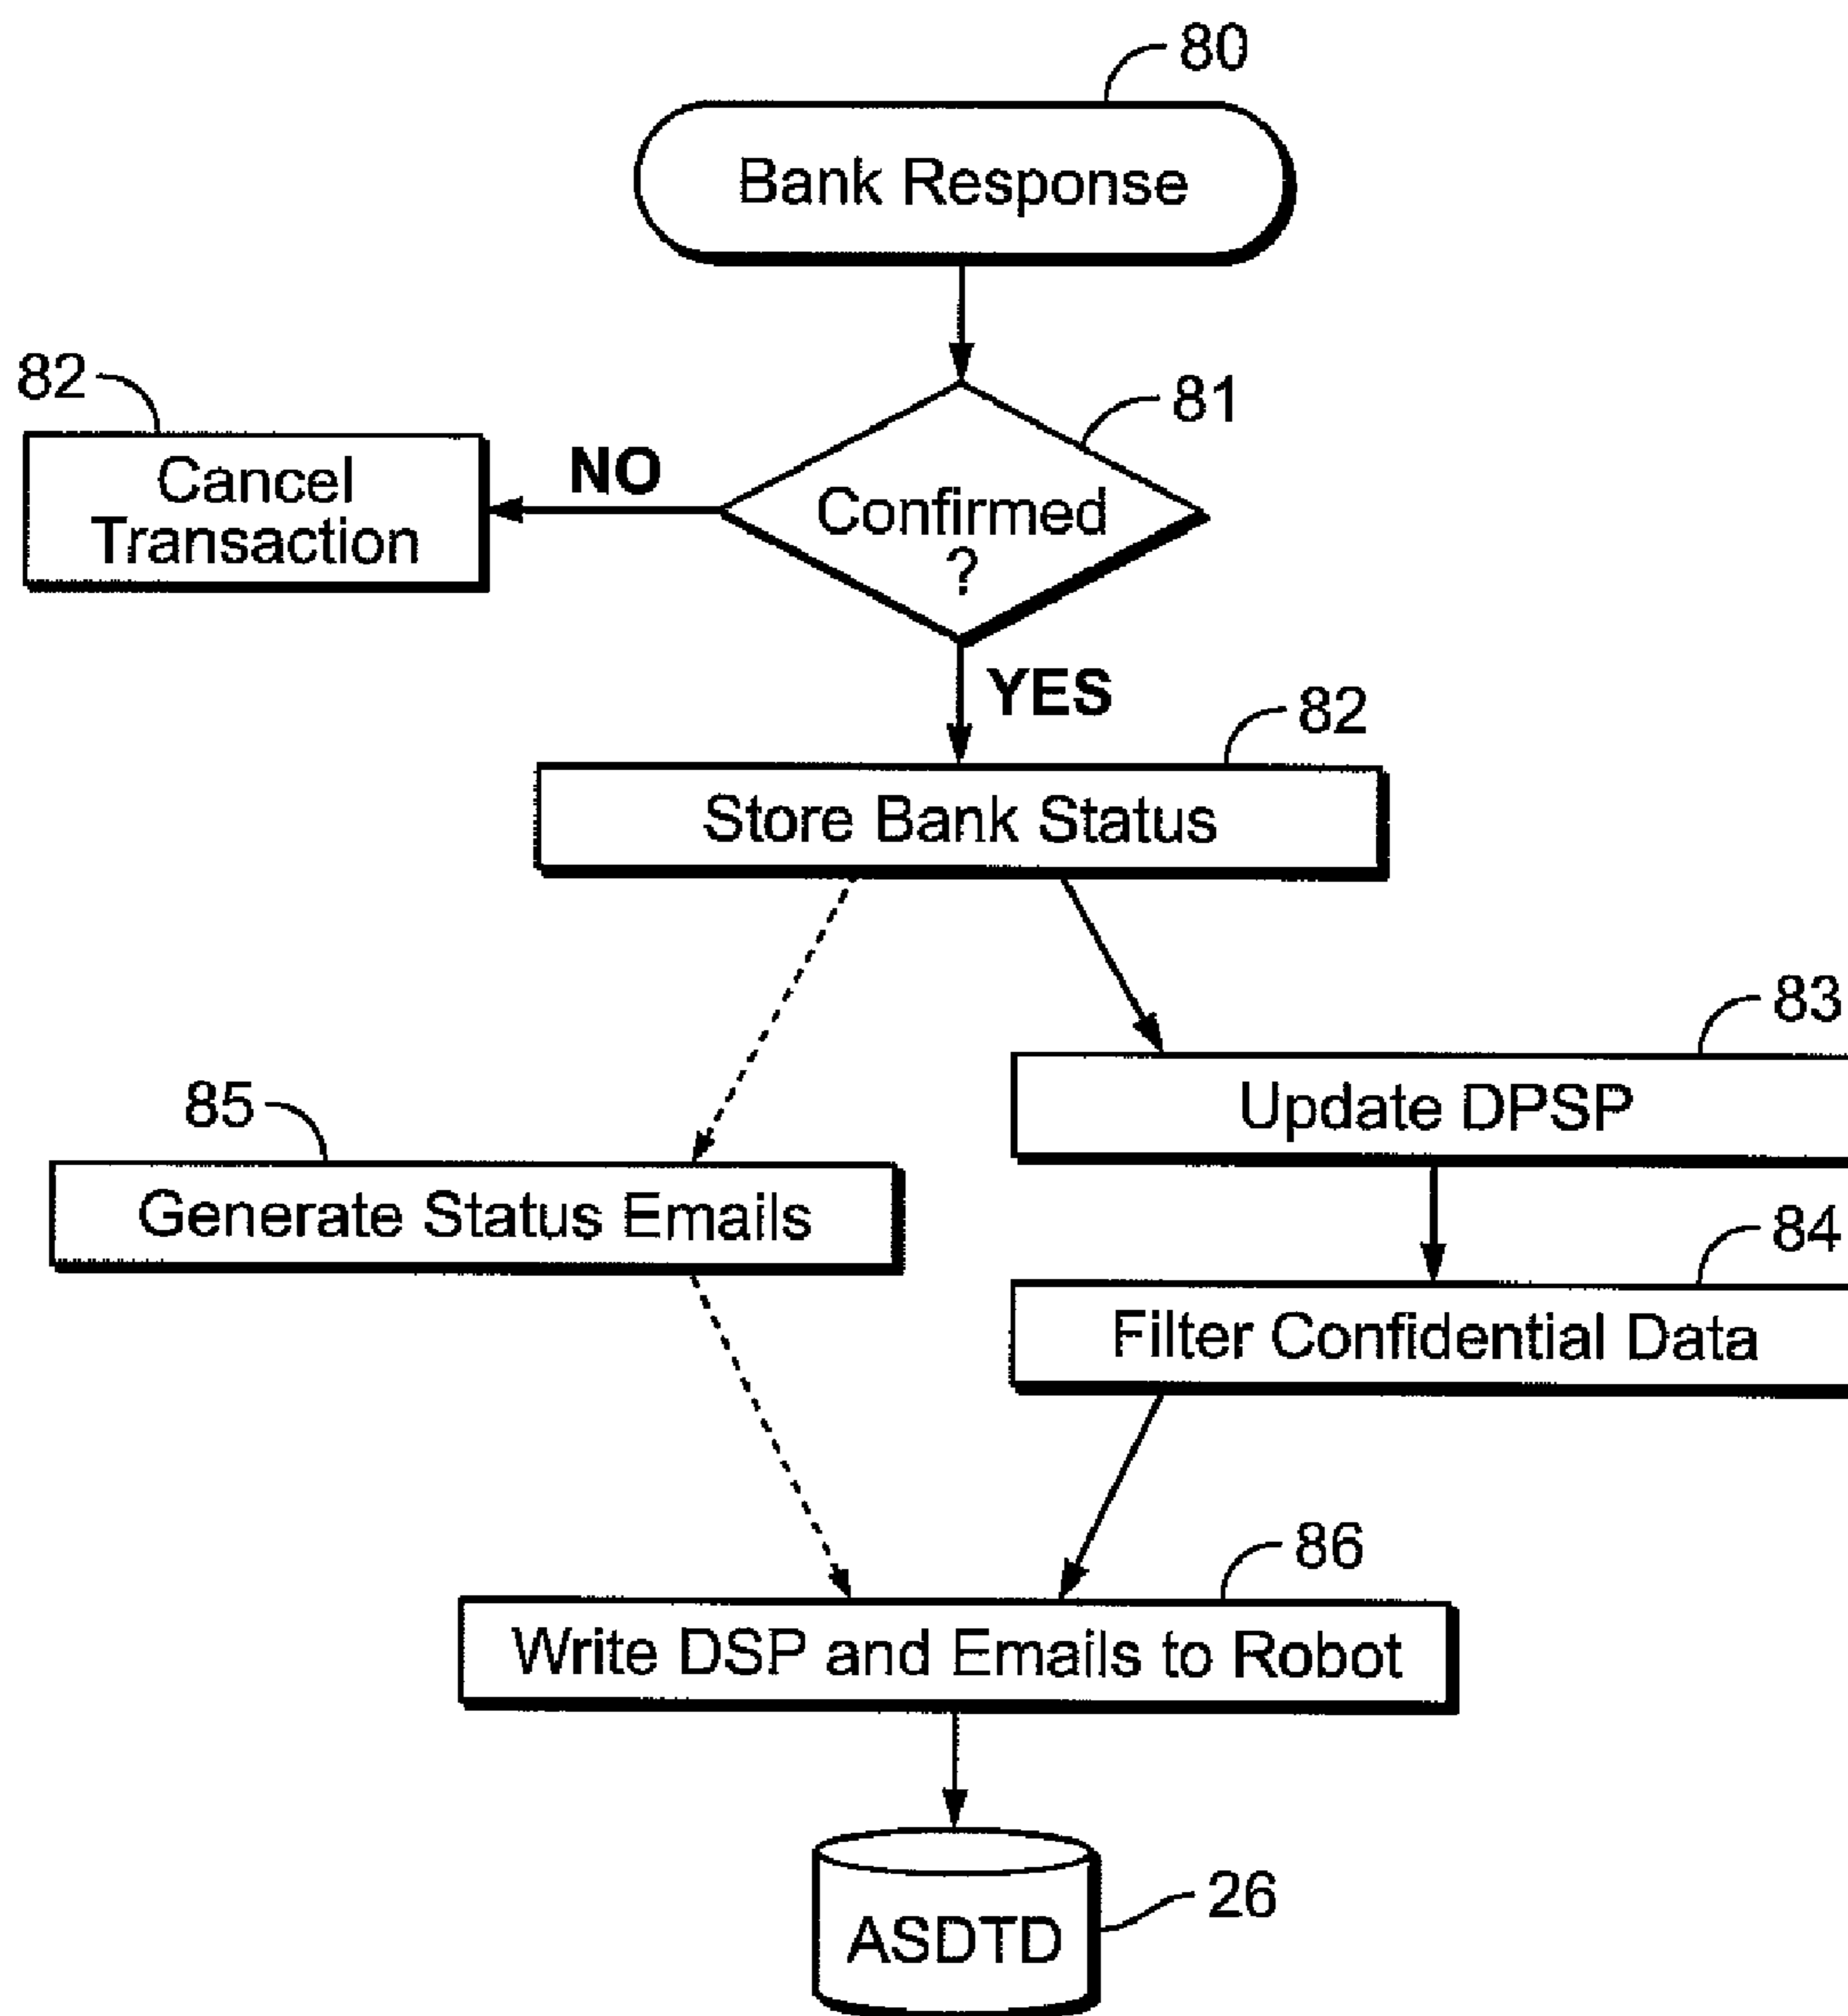 80
Bank Response
82
81
Cancel
Transaction
NO
Confirmed
?
YES
82
Store Bank Status
83
Update DPSP
85
Generate Status Emails
84
Filter Confidential Data
86
Write DSP and Emails to Robot
26
ASDTD